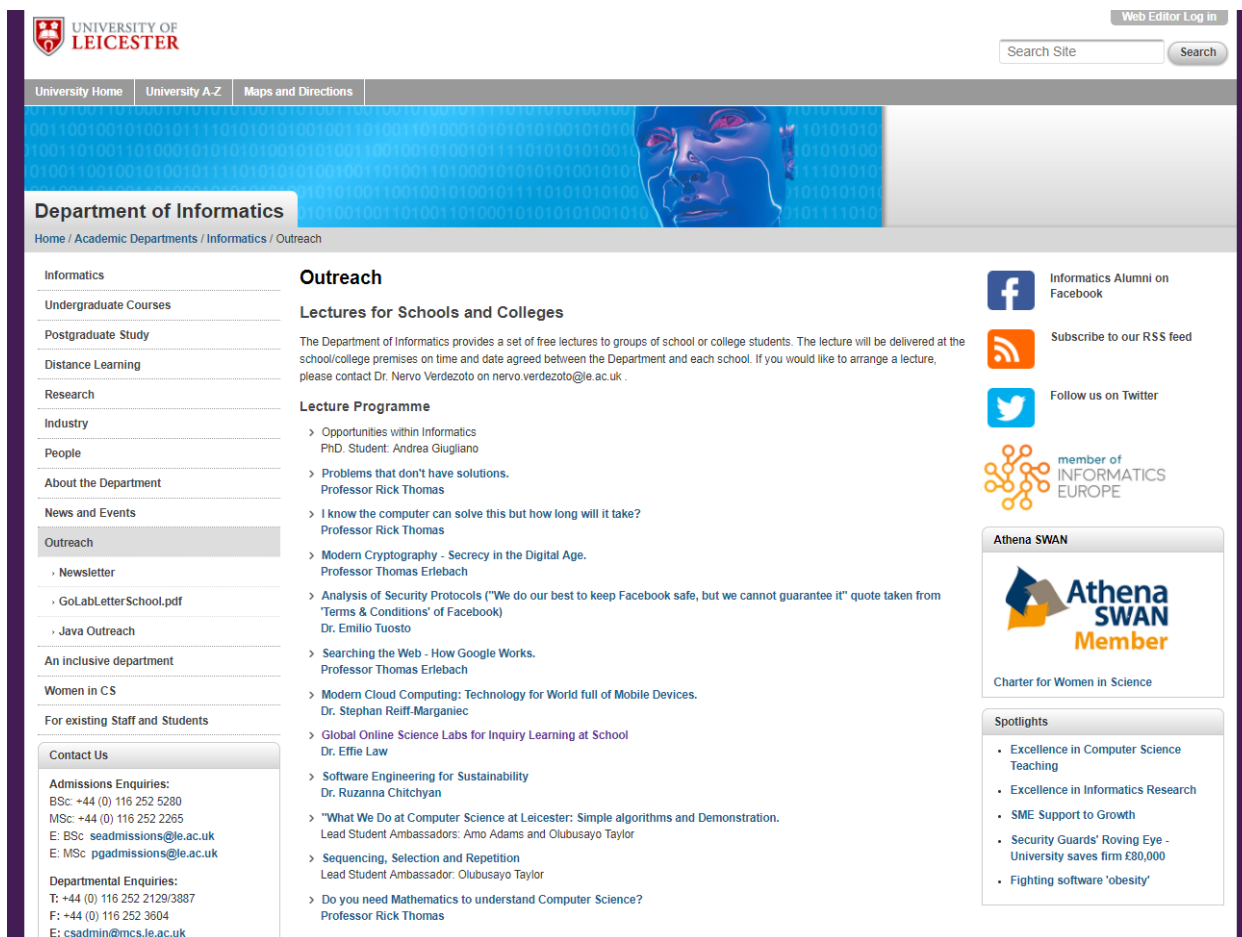 UNIVERSITY OF
LEICESTER
Web Editor Log in
Search Site
Search
University Home
University A-Z
Maps and Directions
Department of Informatics
Home / Academic Departments / Informatics / Outreach
Informatics
Undergraduate Courses
Postgraduate Study
Distance Learning
Research
Industry
People
About the Department
News and Events
Outreach
› Newsletter
› GoLabLetterSchool.pdf
› Java Outreach
An inclusive department
Women in CS
For existing Staff and Students
Contact Us
Admissions Enquiries:
BSc: +44 (0) 116 252 5280
MSc: +44 (0) 116 252 2265
E: BSc seadmissions@le.ac.uk
E: MSc pgadmissions@le.ac.uk
Departmental Enquiries:
T: +44 (0) 116 252 2129/3887
F: +44 (0) 116 252 3604
E: csadmin@mcs.le.ac.uk
Outreach
Lectures for Schools and Colleges
The Department of Informatics provides a set of free lectures to groups of school or college students. The lecture will be delivered at the
school/college premises on time and date agreed between the Department and each school. If you would like to arrange a lecture,
please contact Dr. Nervo Verdezoto on nervo.verdezoto@le.ac.uk .
Lecture Programme
› Opportunities within Informatics
PhD. Student: Andrea Giugliano
› Problems that don't have solutions.
Professor Rick Thomas
› I know the computer can solve this but how long will it take?
Professor Rick Thomas
› Modern Cryptography - Secrecy in the Digital Age.
Professor Thomas Erlebach
› Analysis of Security Protocols ("We do our best to keep Facebook safe, but we cannot guarantee it" quote taken from
'Terms & Conditions' of Facebook)
Dr. Emilio Tuosto
› Searching the Web - How Google Works.
Professor Thomas Erlebach
› Modern Cloud Computing: Technology for World full of Mobile Devices.
Dr. Stephan Reiff-Marganiec
› Global Online Science Labs for Inquiry Learning at School
Dr. Effie Law
› Software Engineering for Sustainability
Dr. Ruzanna Chitchyan
› "What We Do at Computer Science at Leicester: Simple algorithms and Demonstration.
Lead Student Ambassadors: Amo Adams and Olubusayo Taylor
› Sequencing, Selection and Repetition
Lead Student Ambassador: Olubusayo Taylor
› Do you need Mathematics to understand Computer Science?
Professor Rick Thomas
Informatics Alumni on
Facebook
Subscribe to our RSS feed
Follow us on Twitter
member of
INFORMATICS
EUROPE
Athena SWAN
Athena
SWAN
Member
Charter for Women in Science
Spotlights
• Excellence in Computer Science
Teaching
• Excellence in Informatics Research
• SME Support to Growth
• Security Guards' Roving Eye -
University saves firm £80,000
• Fighting software 'obesity'